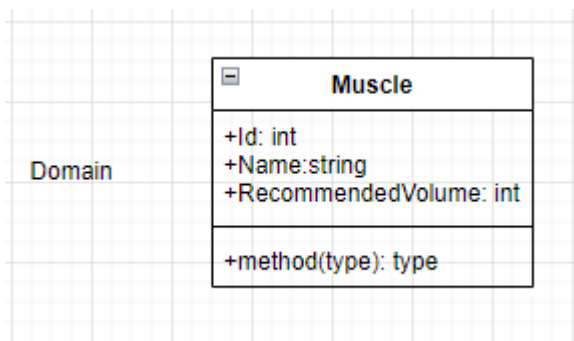 Muscle
+Id: int
+Name:string
Domain
+RecommendedVolume: int
+method(type): type